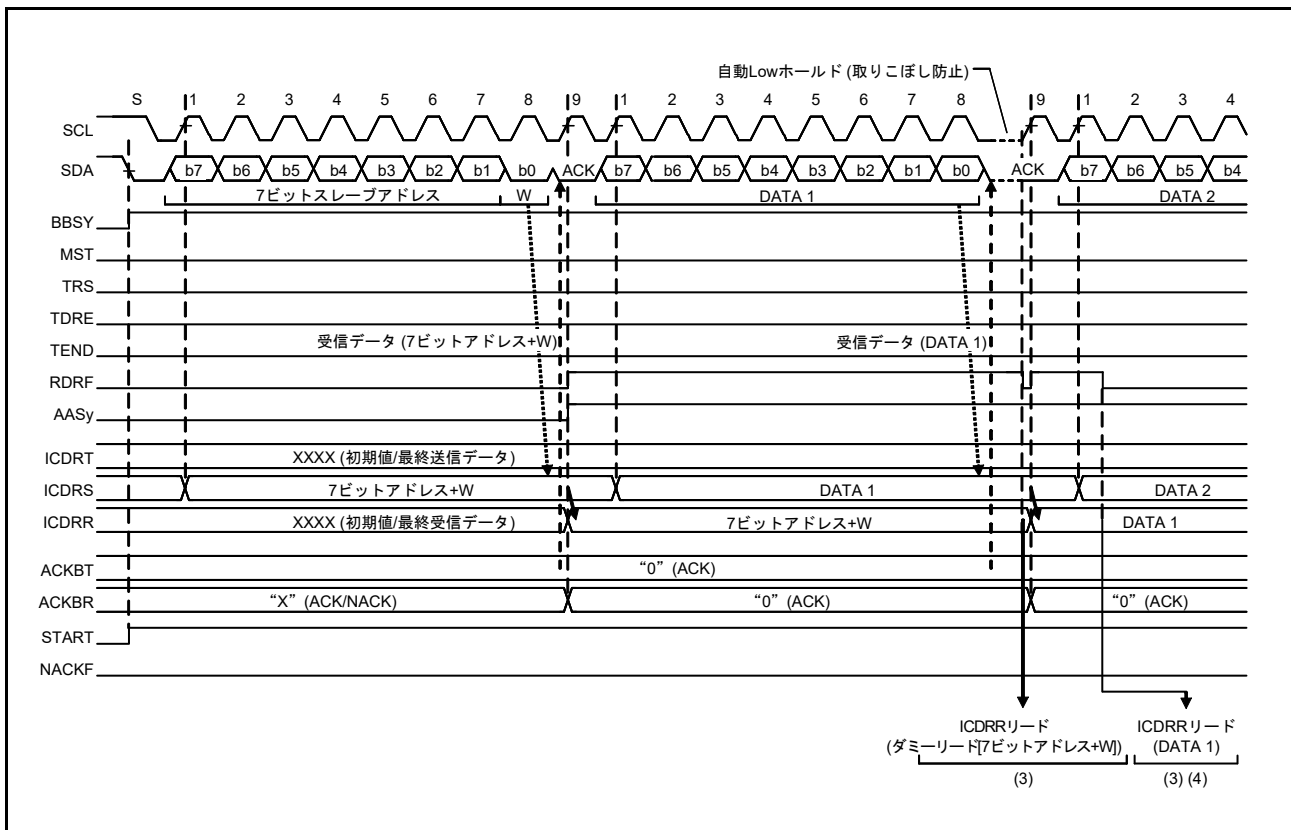 自動Lowホールド (取りこぼし防止)
S 1 2 3 4 5 6 7 8 9 1 2 3 4 5 6 7 8 9 1 2 3 4
SCL
SDA b7 b6 b5 b4 b3 b2 b1 b0 ACK b7 b6 b5 b4 b3 b2 b1 b0 ACK b7 b6 b5 b4
7ビットスレーブアドレス W DATA 1 DATA 2
BBSY
MST
TRS
TDRE
受信データ (7ビットアドレス+W) 受信データ (DATA 1)
TEND
RDRF
AASy
ICDRT XXXX (初期値/最終送信データ)
ICDRS 7ビットアドレス+W DATA 1 DATA 2
ICDRR XXXX (初期値/最終受信データ) 7ビットアドレス+W DATA 1
ACKBT “0” (ACK)
ACKBR “X” (ACK/NACK) “0” (ACK) “0” (ACK)
START
NACKF
ICDRRリード ICDRRリード
(ダミーリード[7ビットアドレス+W]) (DATA 1)
(3) (3) (4)